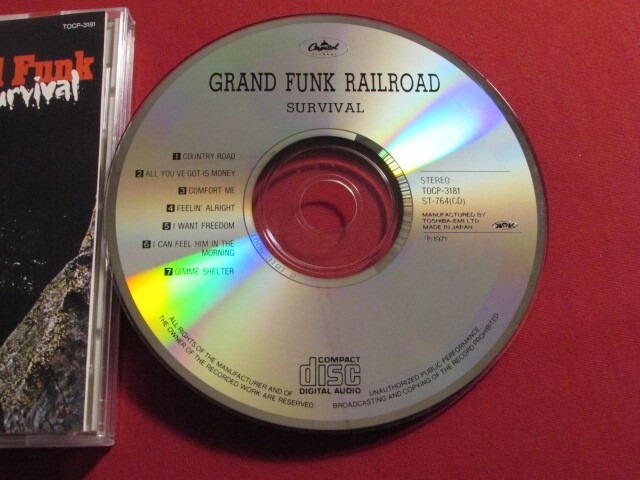 TOCP-3181
d Funk
Survival
Capitol
GRAND FUNK RAILROAD
SURVIVAL
1 COUNTRY ROAD
2 ALL YOU'VE GOT IS MONEY
3 COMFORT ME
4 FEELIN' ALRIGHT
5 I WANT FREEDOM
6 I CAN FEEL HIM IN THE
MORNING
7 GIMME SHELTER
STEREO
TOCP-3181
ST-764(CD)
MANUFACTURED BY
TOSHIBA-EMI LTD.
MADE IN JAPAN
℗1971
TOCP-3181
COMPACT
disc
DIGITAL AUDIO
ALL RIGHTS OF THE MANUFACTURER AND OF
THE OWNER OF THE RECORDED WORK ARE RESERVED.
UNAUTHORIZED PUBLIC PERFORMANCE,
BROADCASTING AND COPYING OF THE RECORD PROHIBITED